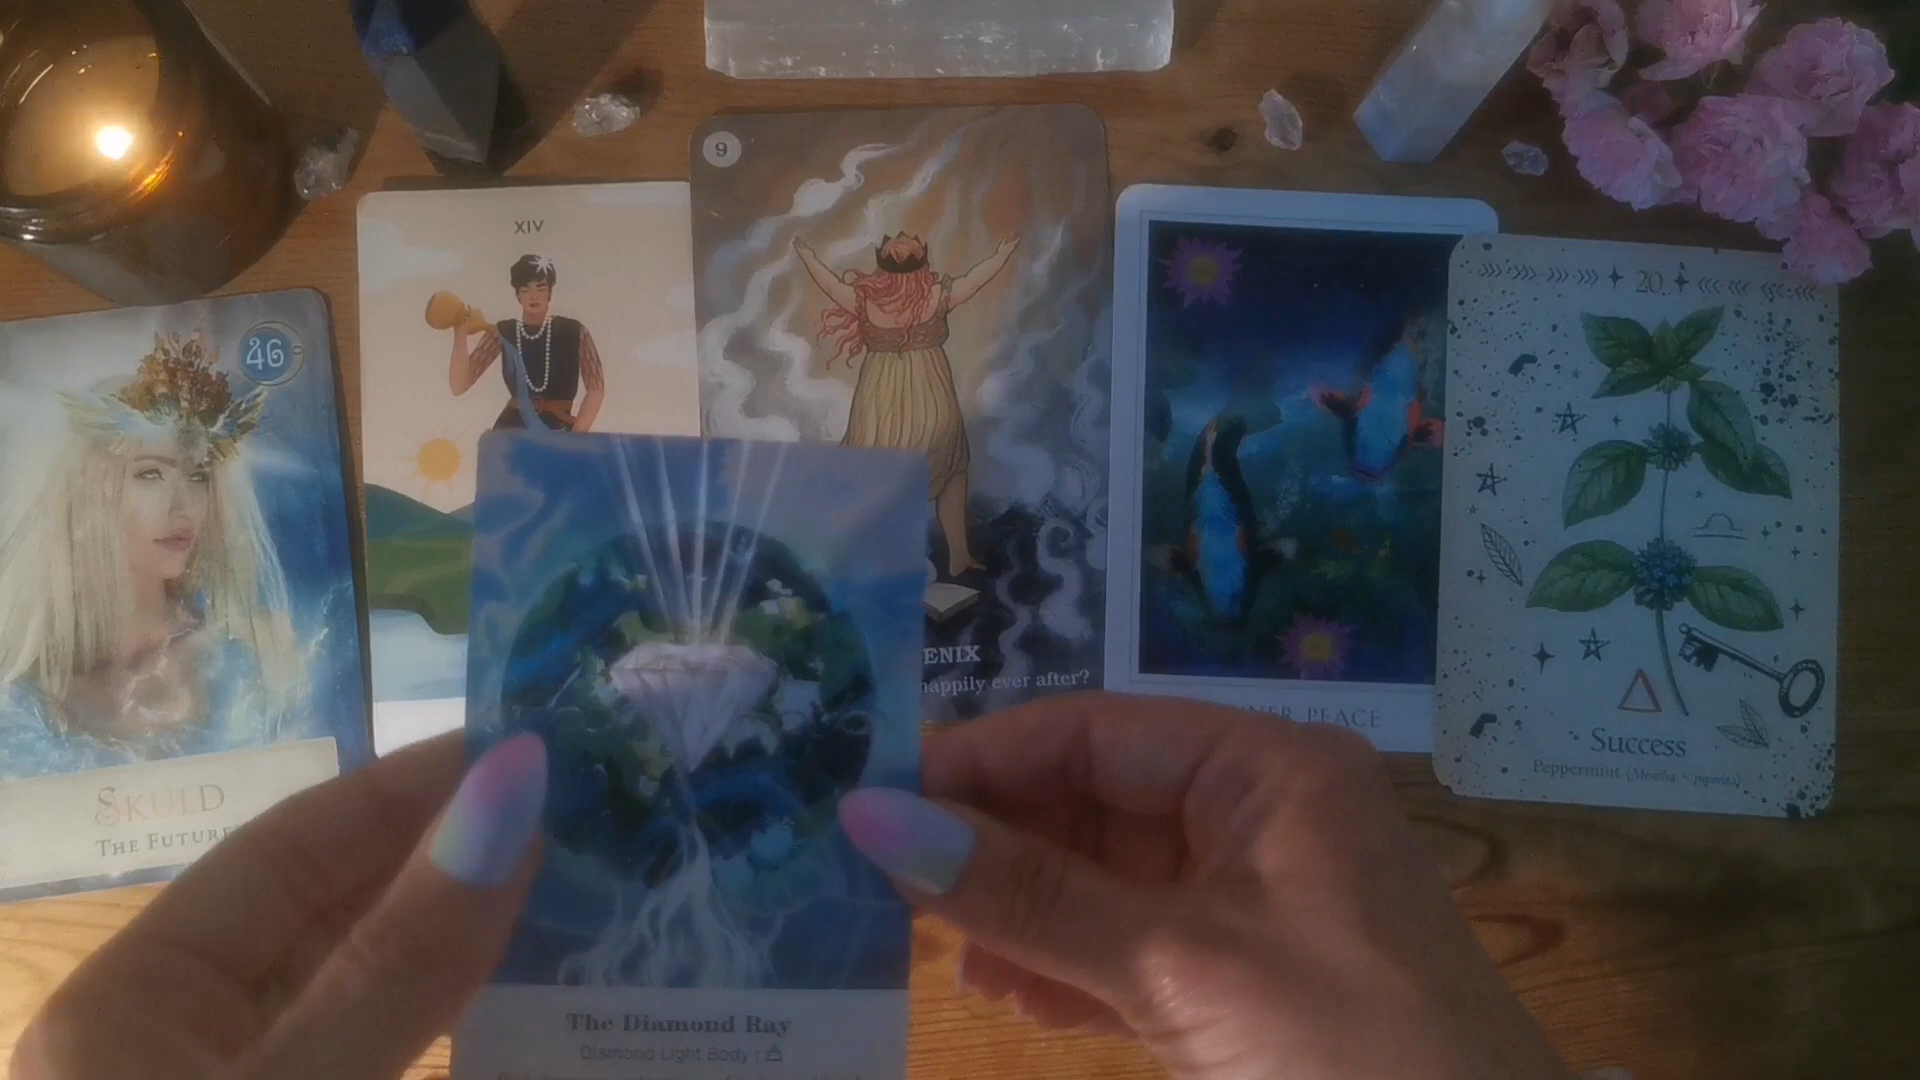 46
SKULD
THE FUTURE
XIV
9
ENIX
happily ever after?
INNER PEACE
20.
Success
Peppermint (Mentha × piperita)
The Diamond Ray
Diamond Light Body